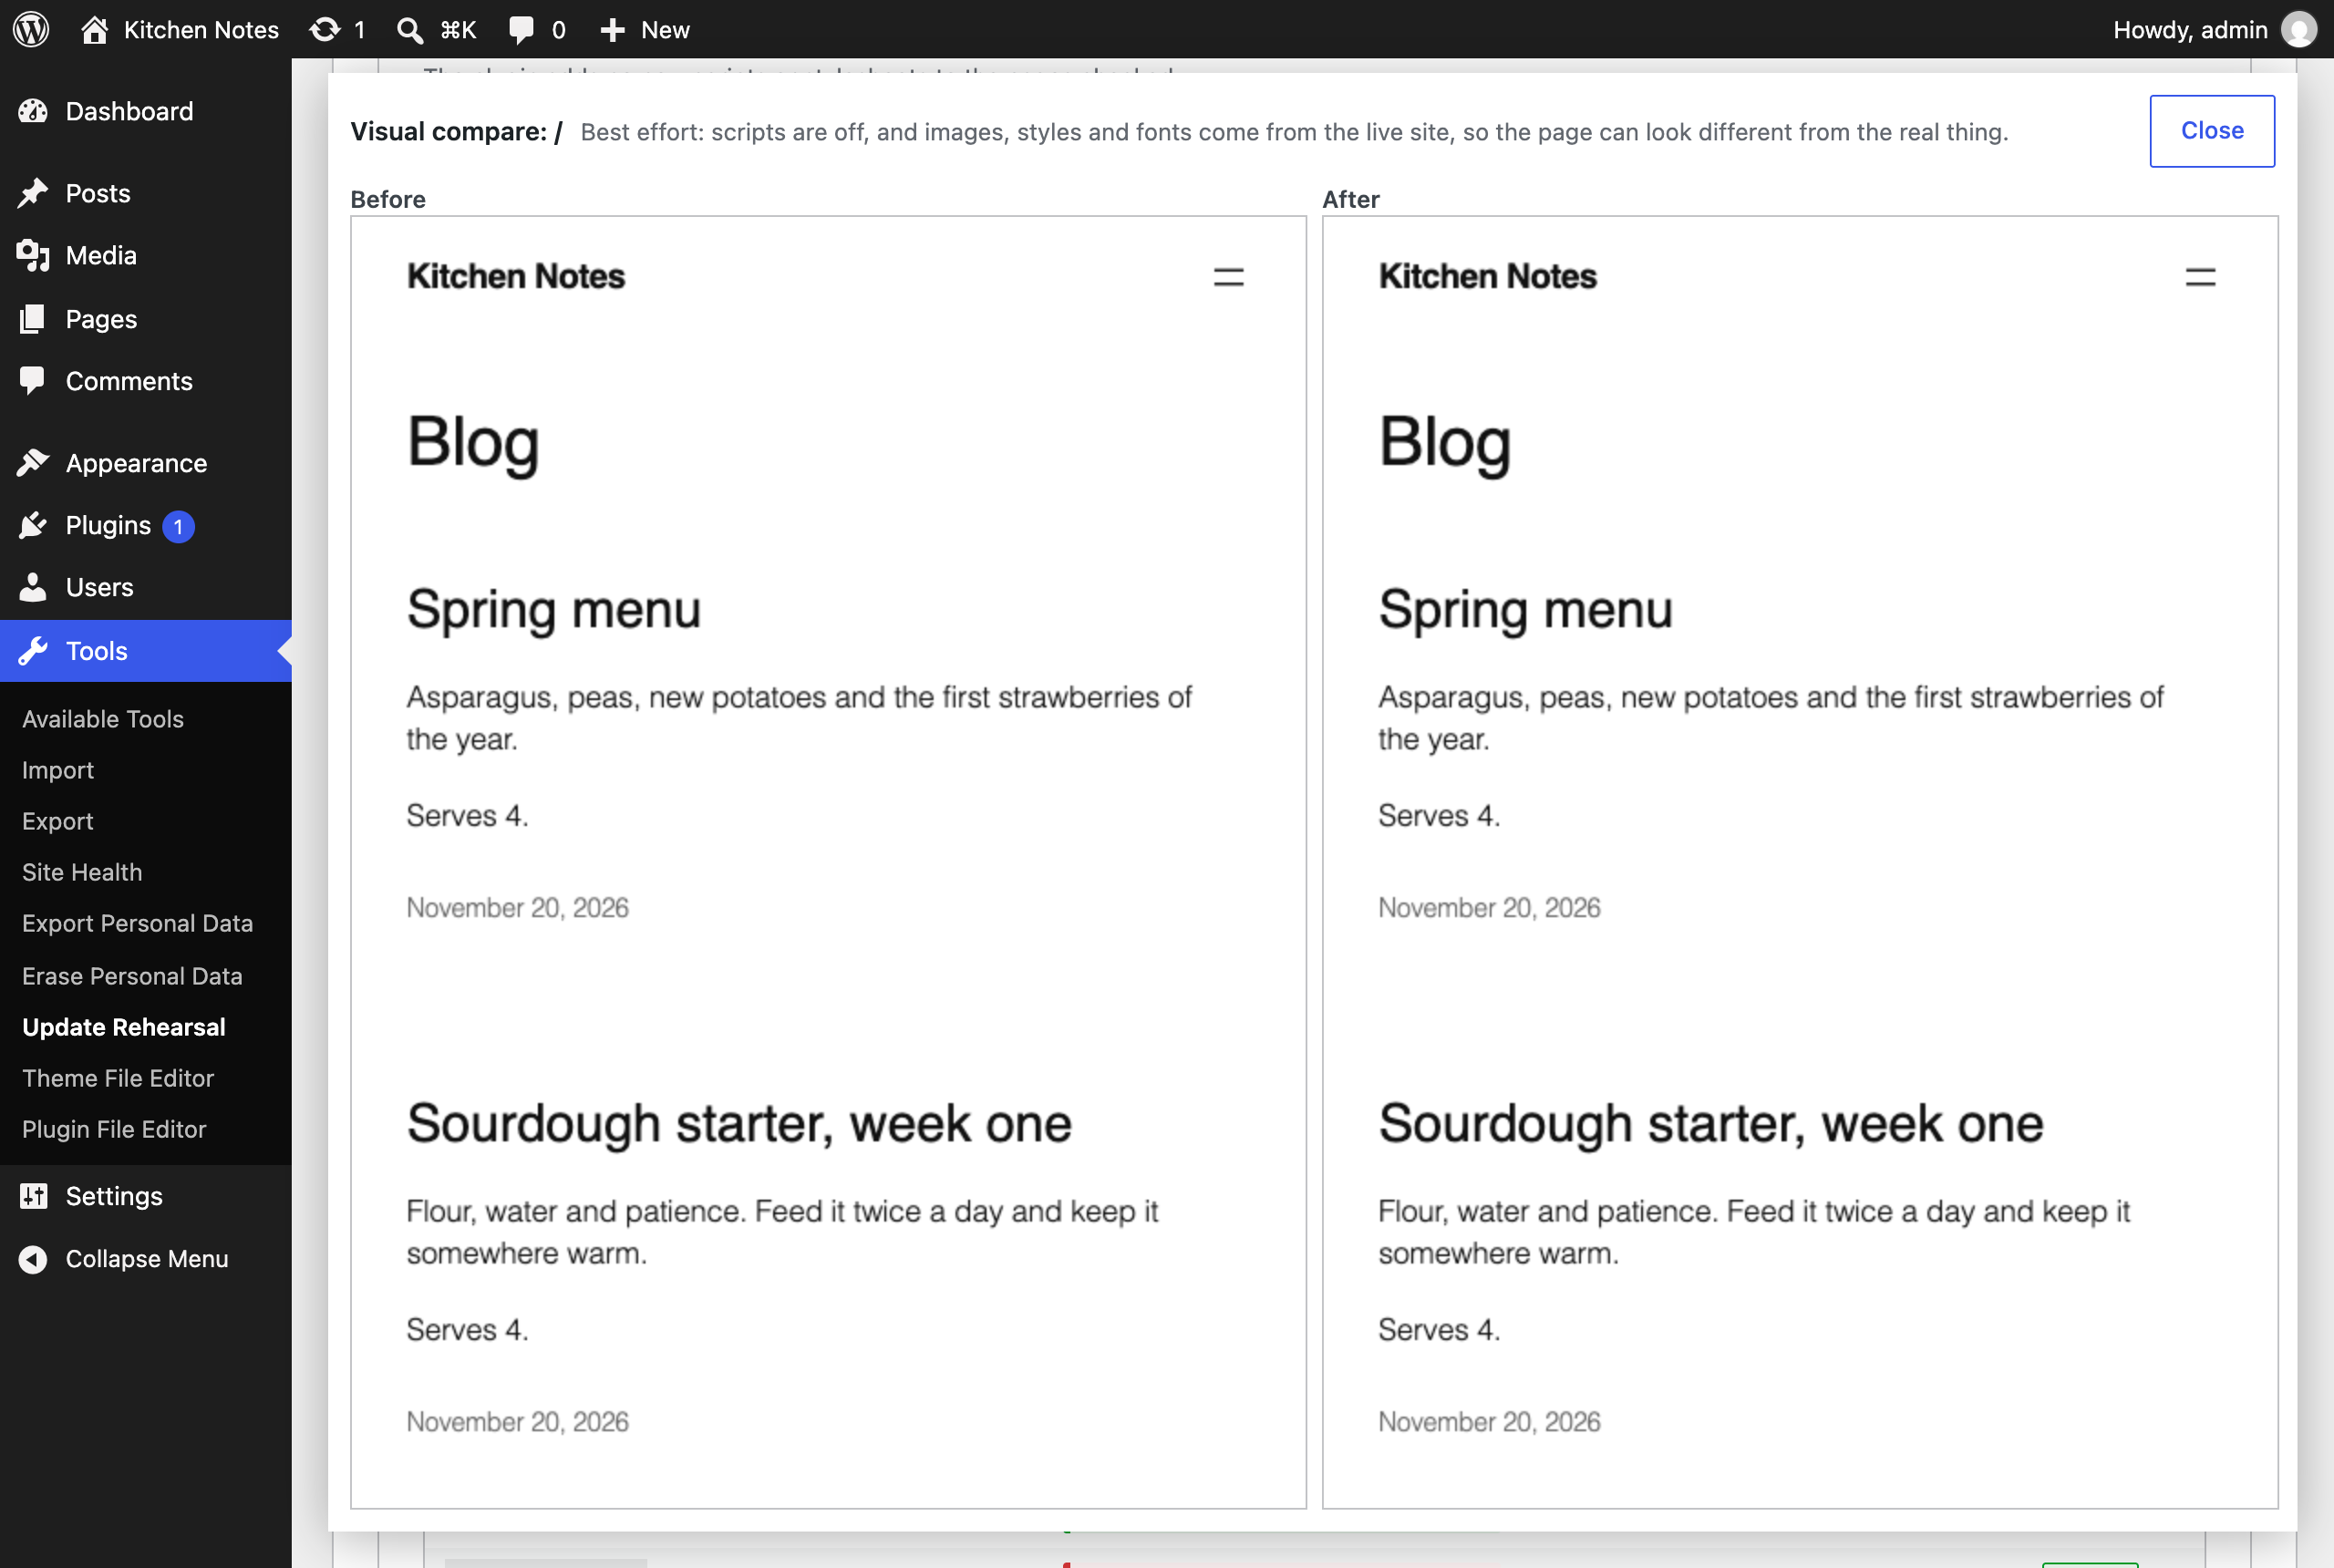 Kitchen Notes
1
⌘K
0
New
Howdy, admin
Dashboard
Posts
Media
Pages
Comments
Appearance
Plugins 1
Users
Tools
Available Tools
Import
Export
Site Health
Export Personal Data
Erase Personal Data
Update Rehearsal
Theme File Editor
Plugin File Editor
Settings
Collapse Menu
Visual compare: / Best effort: scripts are off, and images, styles and fonts come from the live site, so the page can look different from the real thing.
Close
Before
Kitchen Notes
Blog
Spring menu
Asparagus, peas, new potatoes and the first strawberries of
the year.
Serves 4.
November 20, 2026
Sourdough starter, week one
Flour, water and patience. Feed it twice a day and keep it
somewhere warm.
Serves 4.
November 20, 2026
After
Kitchen Notes
Blog
Spring menu
Asparagus, peas, new potatoes and the first strawberries of
the year.
Serves 4.
November 20, 2026
Sourdough starter, week one
Flour, water and patience. Feed it twice a day and keep it
somewhere warm.
Serves 4.
November 20, 2026